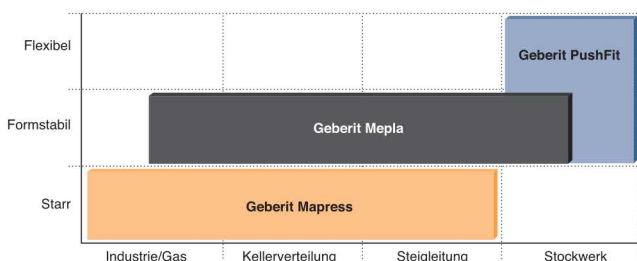 Flexibel
Geberit PushFit
Formstabil
Geberit Mepla
Starr
Geberit Mapress
Industrie/Gas Kellerverteilung Steigleitung Stockwerk